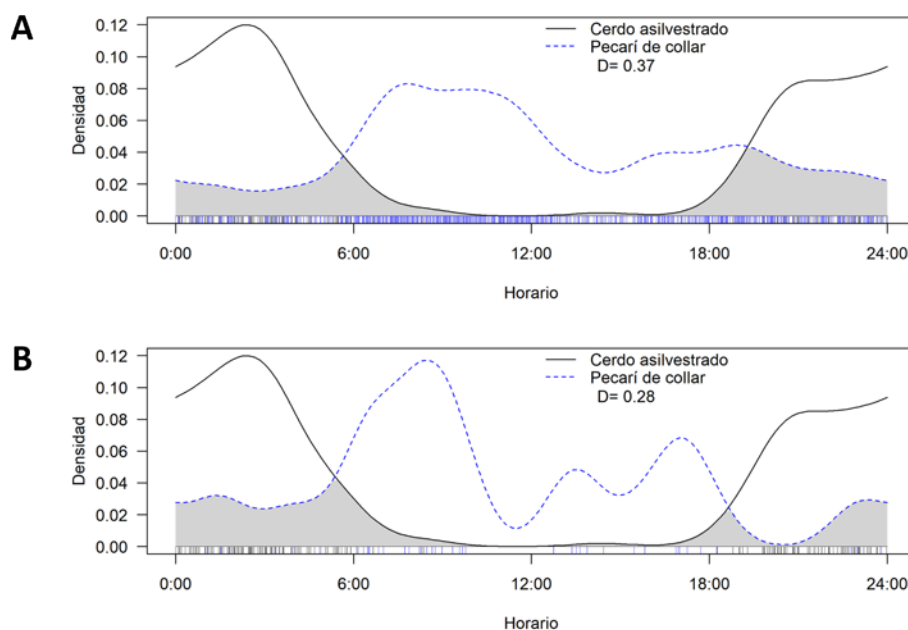 A
Cerdo asilvestrado
Pecarí de collar
D= 0.37
Densidad
0.12
0.10
0.08
0.06
0.04
0.02
0.00
0:00 6:00 12:00 18:00 24:00
Horario
B
Cerdo asilvestrado
Pecarí de collar
D= 0.28
Densidad
0.12
0.10
0.08
0.06
0.04
0.02
0.00
0:00 6:00 12:00 18:00 24:00
Horario